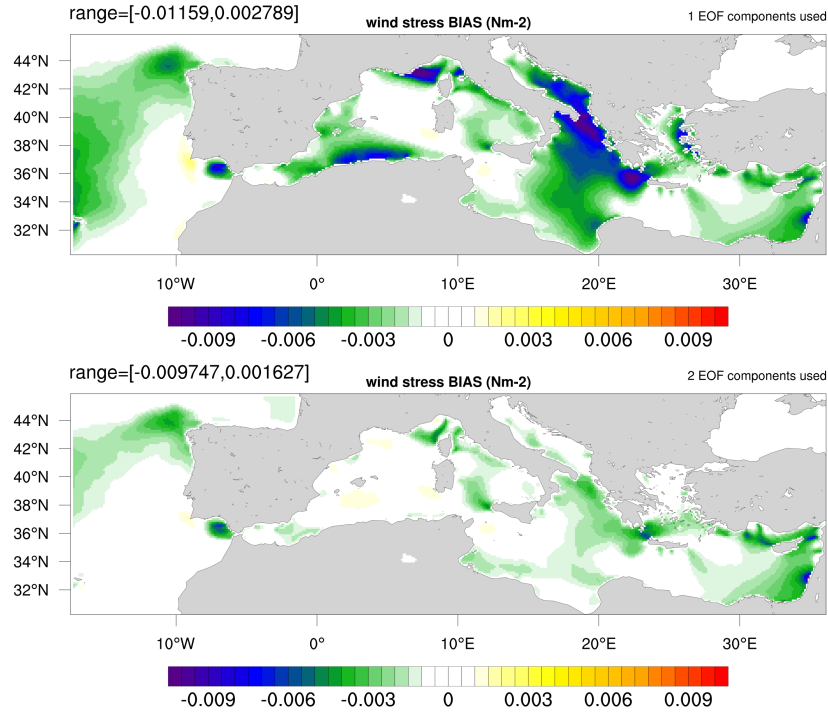 range=[-0.01159,0.002789]
wind stress BIAS (Nm-2)
1 EOF components used
44°N
42°N
40°N
38°N
36°N
34°N
32°N
10°W 0° 10°E 20°E 30°E
-0.009 -0.006 -0.003 0 0.003 0.006 0.009
range=[-0.009747,0.001627]
wind stress BIAS (Nm-2)
2 EOF components used
44°N
42°N
40°N
38°N
36°N
34°N
32°N
10°W 0° 10°E 20°E 30°E
-0.009 -0.006 -0.003 0 0.003 0.006 0.009